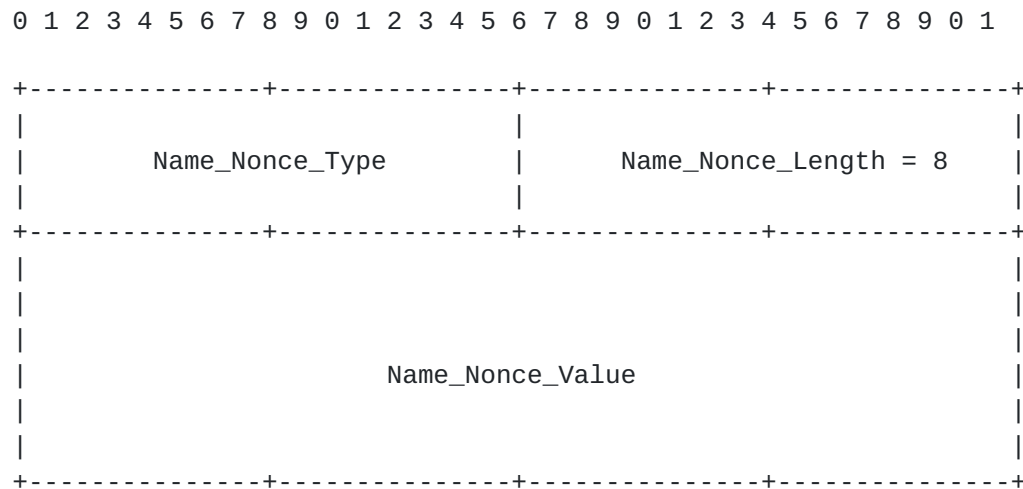 0 1 2 3 4 5 6 7 8 9 0 1 2 3 4 5 6 7 8 9 0 1 2 3 4 5 6 7 8 9 0 1
+---------------+---------------+---------------+---------------+
| | |
| Name_Nonce_Type | Name_Nonce_Length = 8 |
| | |
+---------------+---------------+---------------+---------------+
| |
| |
| |
| Name_Nonce_Value |
| |
| |
+---------------+---------------+---------------+---------------+